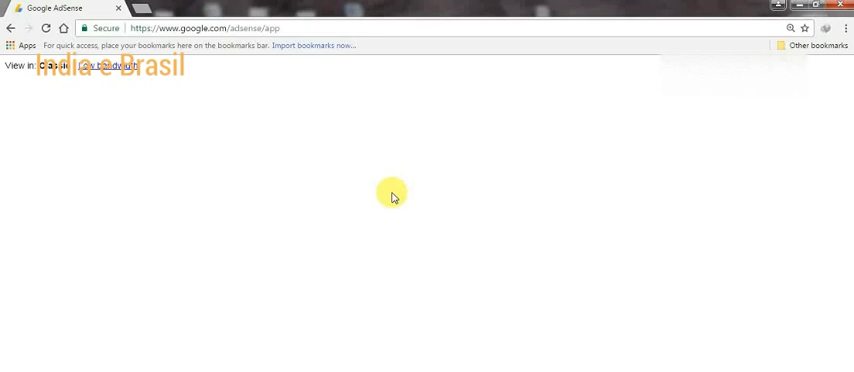 Google AdSense
Secure https://www.google.com/adsense/app
Apps For quick access, place your bookmarks here on the bookmarks bar. Import bookmarks now... Other bookmarks
View in: Classic
India e Brasil